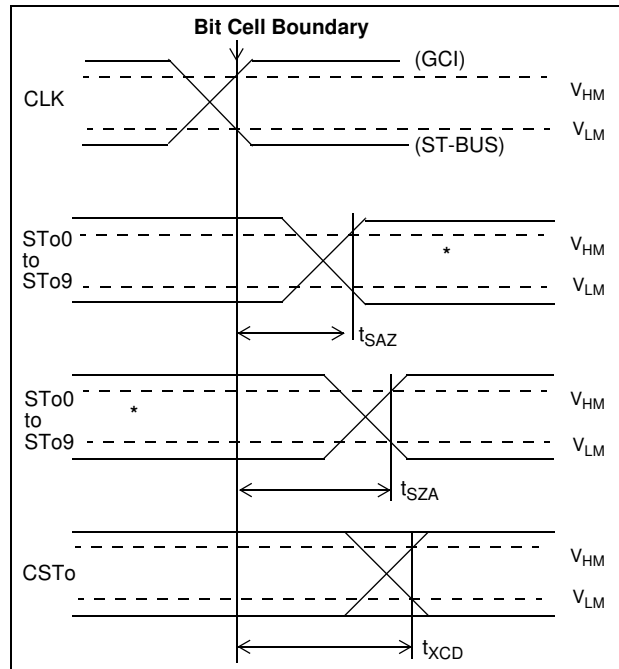 Bit Cell Boundary
(GCI)
CLK
V_HM
V_LM
(ST-BUS)
STo0
to
STo9
*
V_HM
V_LM
t_SAZ
STo0
to
STo9
*
V_HM
V_LM
t_SZA
CSTo
V_HM
V_LM
t_XCD